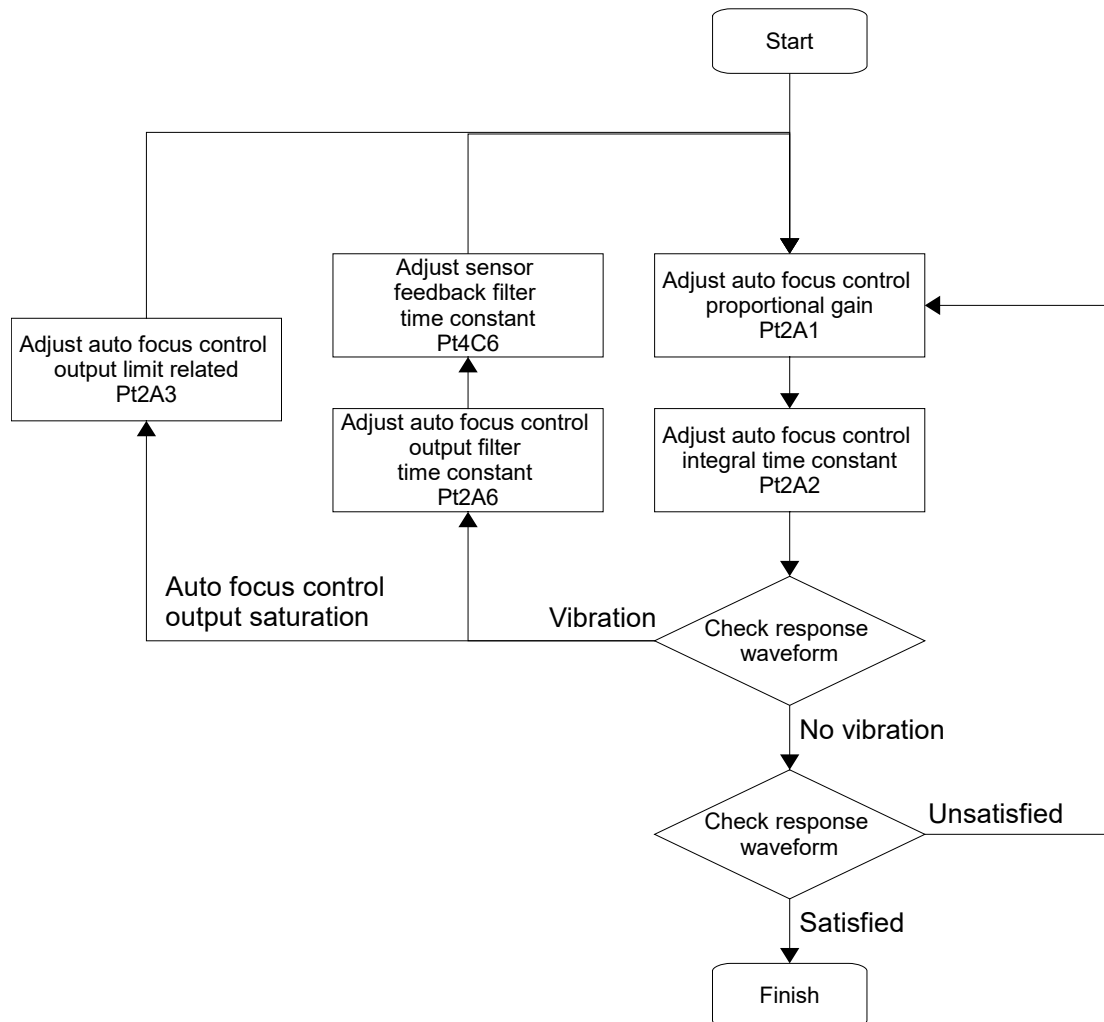 Start
Adjust sensor
feedback filter
time constant
Pt4C6
Adjust auto focus control
proportional gain
Pt2A1
Adjust auto focus control
output limit related
Pt2A3
Adjust auto focus control
output filter
time constant
Pt2A6
Adjust auto focus control
integral time constant
Pt2A2
Auto focus control
output saturation
Vibration
Check response
waveform
No vibration
Check response
waveform
Unsatisfied
Satisfied
Finish